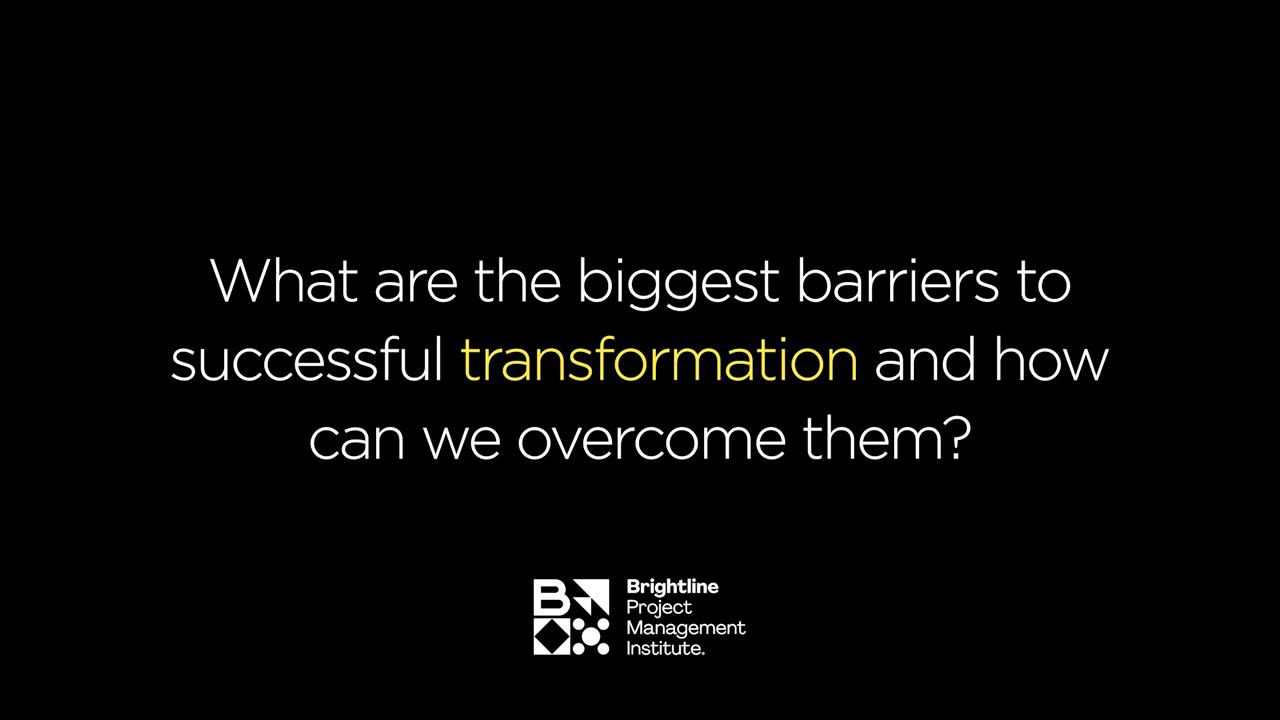 What are the biggest barriers to
successful transformation and how
can we overcome them?
B
Brightline
Project
Management
Institute.